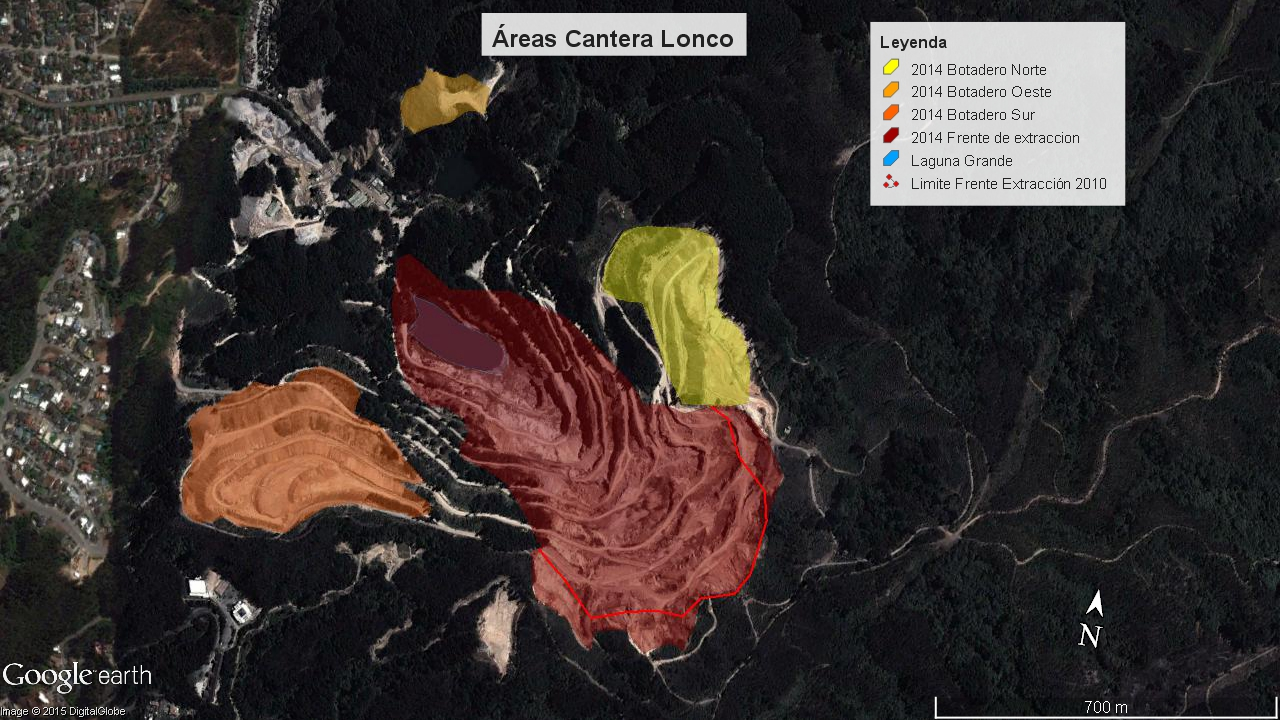 Áreas Cantera Lonco
Leyenda
2014 Botadero Norte
2014 Botadero Oeste
2014 Botadero Sur
2014 Frente de extraccion
Laguna Grande
Limite Frente Extracción 2010
N
Google earth
Image © 2015 DigitalGlobe
700 m